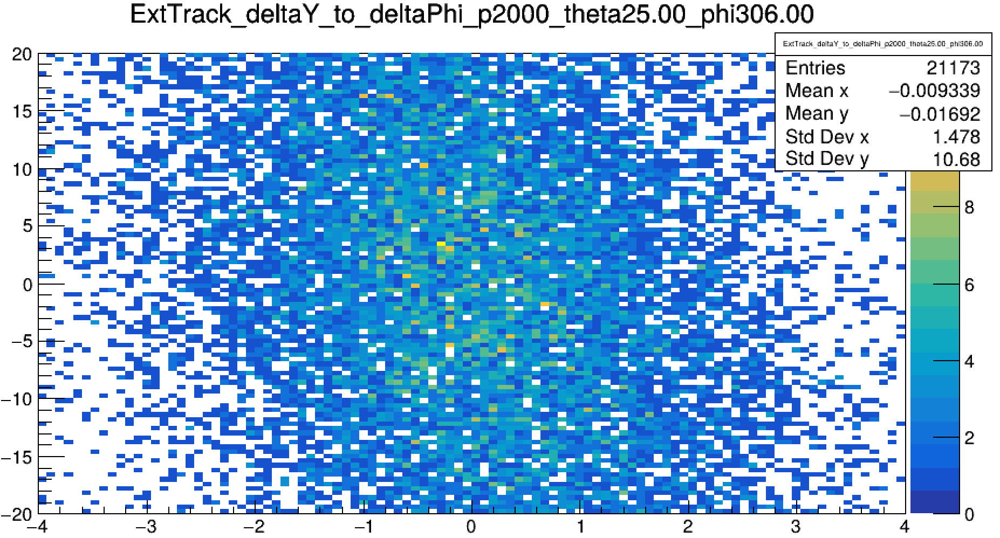 ExtTrack_deltaY_to_deltaPhi_p2000_theta25.00_phi306.00
ExtTrack_deltaY_to_deltaPhi_p2000_theta25.00_phi306.00
Entries 21173
Mean x −0.009339
Mean y −0.01692
Std Dev x 1.478
Std Dev y 10.68
20
15
10
5
0
−5
−10
−15
−20
−4 −3 −2 −1 0 1 2 3 4
8
6
4
2
0